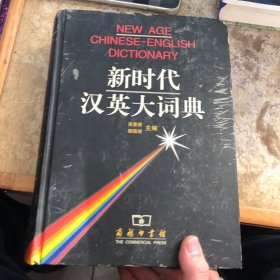 NEW AGE
CHINESE-ENGLISH
DICTIONARY
新时代
汉英大词典
吴景荣
程镇球
主编
商务印书馆
THE COMMERCIAL PRESS